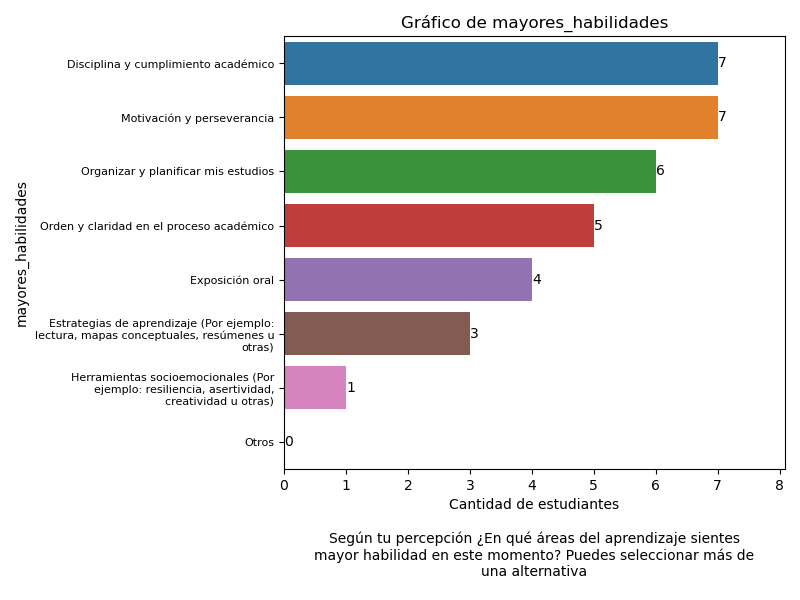 Gráfico de mayores_habilidades
mayores_habilidades
Disciplina y cumplimiento académico
7
Motivación y perseverancia
7
Organizar y planificar mis estudios
6
Orden y claridad en el proceso académico
5
Exposición oral
4
Estrategias de aprendizaje (Por ejemplo:
lectura, mapas conceptuales, resúmenes u
otras)
3
Herramientas socioemocionales (Por
ejemplo: resiliencia, asertividad,
creatividad u otras)
1
Otros
0
0 1 2 3 4 5 6 7 8
Cantidad de estudiantes
Según tu percepción ¿En qué áreas del aprendizaje sientes
mayor habilidad en este momento? Puedes seleccionar más de
una alternativa